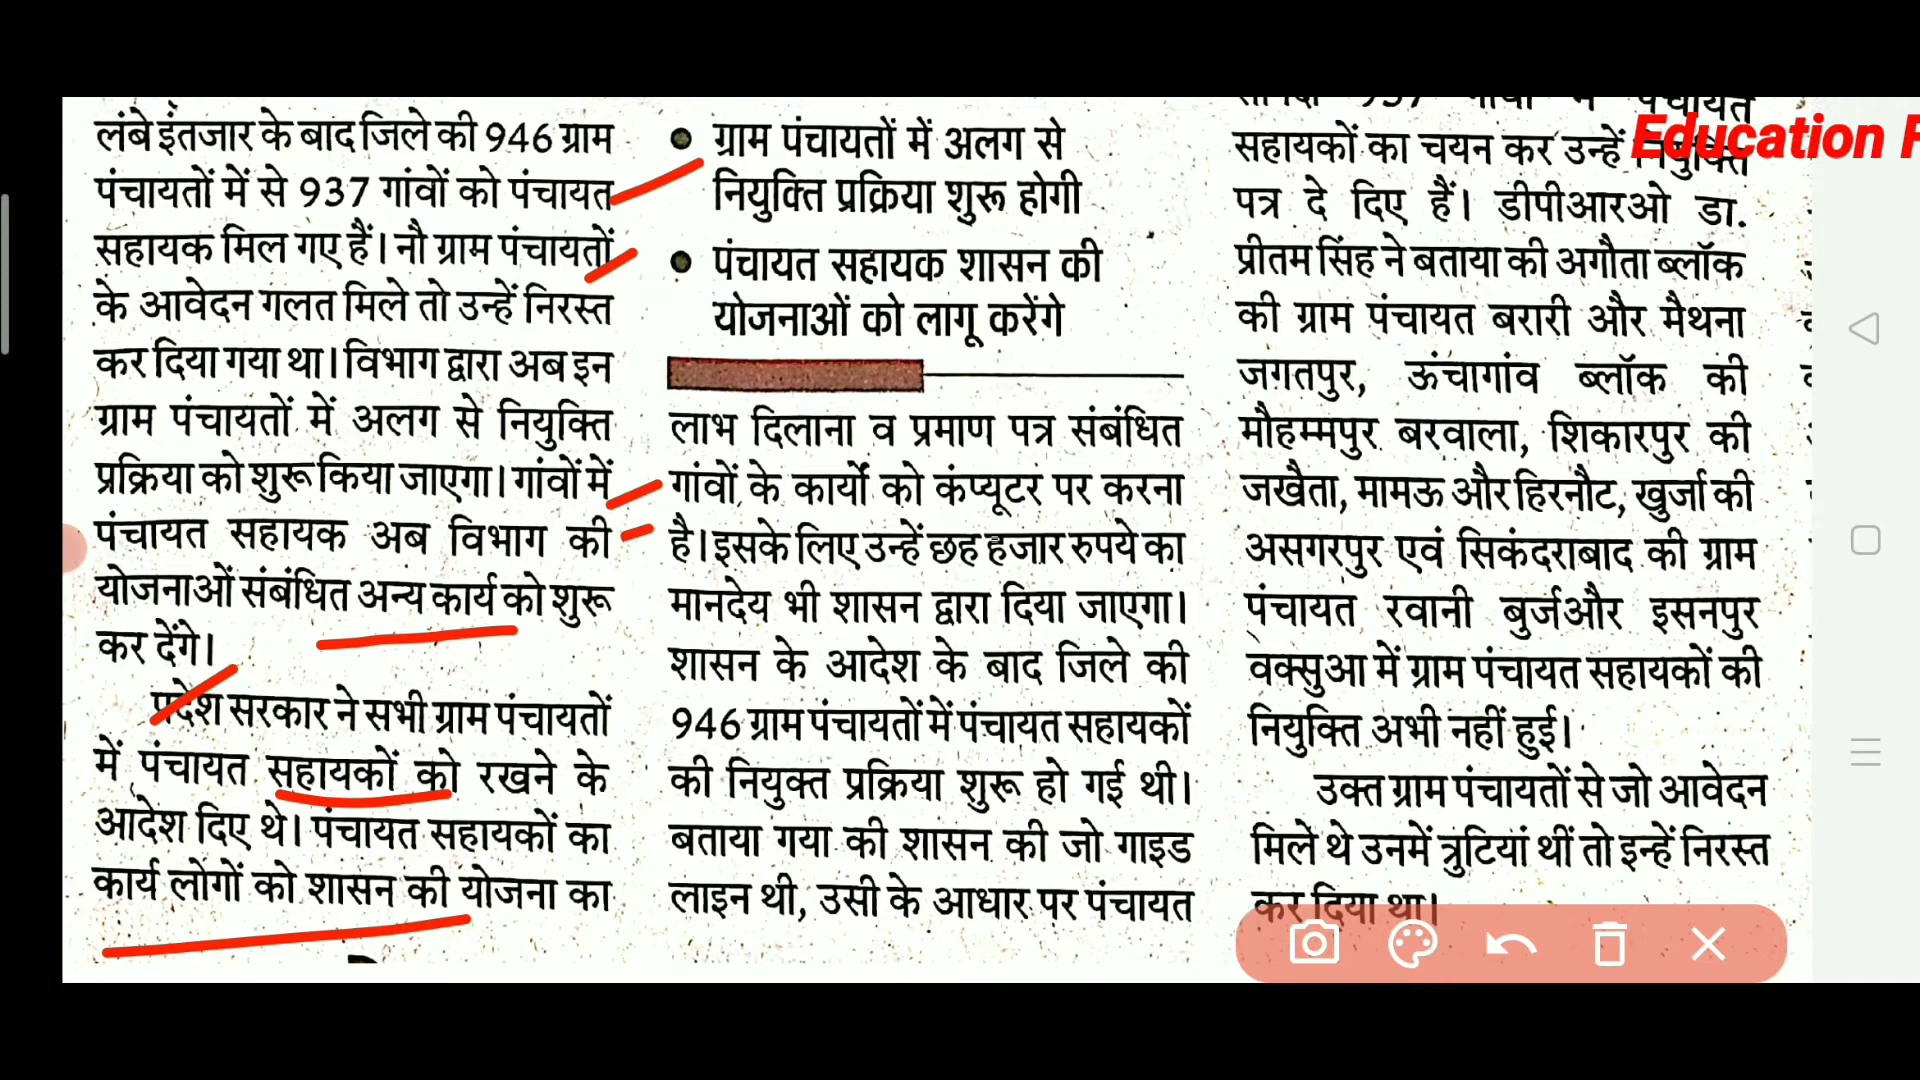 लंबे इंतजार के बाद जिले की 946 ग्राम
पंचायतों में से 937 गांवों को पंचायत
सहायक मिल गए हैं। नौ ग्राम पंचायतों
के आवेदन गलत मिले तो उन्हें निरस्त
कर दिया गया था। विभाग द्वारा अब इन
ग्राम पंचायतों में अलग से नियुक्ति
प्रक्रिया को शुरू किया जाएगा। गांवों में
पंचायत सहायक अब विभाग की
योजनाओं संबंधित अन्य कार्य को शुरू
कर देंगे।
प्रदेश सरकार ने सभी ग्राम पंचायतों
में पंचायत सहायकों को रखने के
आदेश दिए थे। पंचायत सहायकों का
कार्य लोगों को शासन की योजना का
● ग्राम पंचायतों में अलग से
नियुक्ति प्रक्रिया शुरू होगी
● पंचायत सहायक शासन की
योजनाओं को लागू करेंगे
लाभ दिलाना व प्रमाण पत्र संबंधित
गांवों के कार्यों को कंप्यूटर पर करना
है। इसके लिए उन्हें छह हजार रुपये का
मानदेय भी शासन द्वारा दिया जाएगा।
शासन के आदेश के बाद जिले की
946 ग्राम पंचायतों में पंचायत सहायकों
की नियुक्त प्रक्रिया शुरू हो गई थी।
बताया गया की शासन की जो गाइड
लाइन थी, उसी के आधार पर पंचायत
937 गांवों में पंचायत
सहायकों का चयन कर उन्हें नियुक्ति
पत्र दे दिए हैं। डीपीआरओ डा.
प्रीतम सिंह ने बताया की अगौता ब्लॉक
की ग्राम पंचायत बरारी और मैथना
जगतपुर, ऊंचागांव ब्लॉक की
मौहम्मपुर बरवाला, शिकारपुर की
जखैता, मामऊ और हिरनौट, खुर्जा की
असगरपुर एवं सिकंदराबाद की ग्राम
पंचायत रवानी बुर्जऔर इसनपुर
वक्सुआ में ग्राम पंचायत सहायकों की
नियुक्ति अभी नहीं हुई।
उक्त ग्राम पंचायतों से जो आवेदन
मिले थे उनमें त्रुटियां थीं तो इन्हें निरस्त
कर दिया था।
Education F